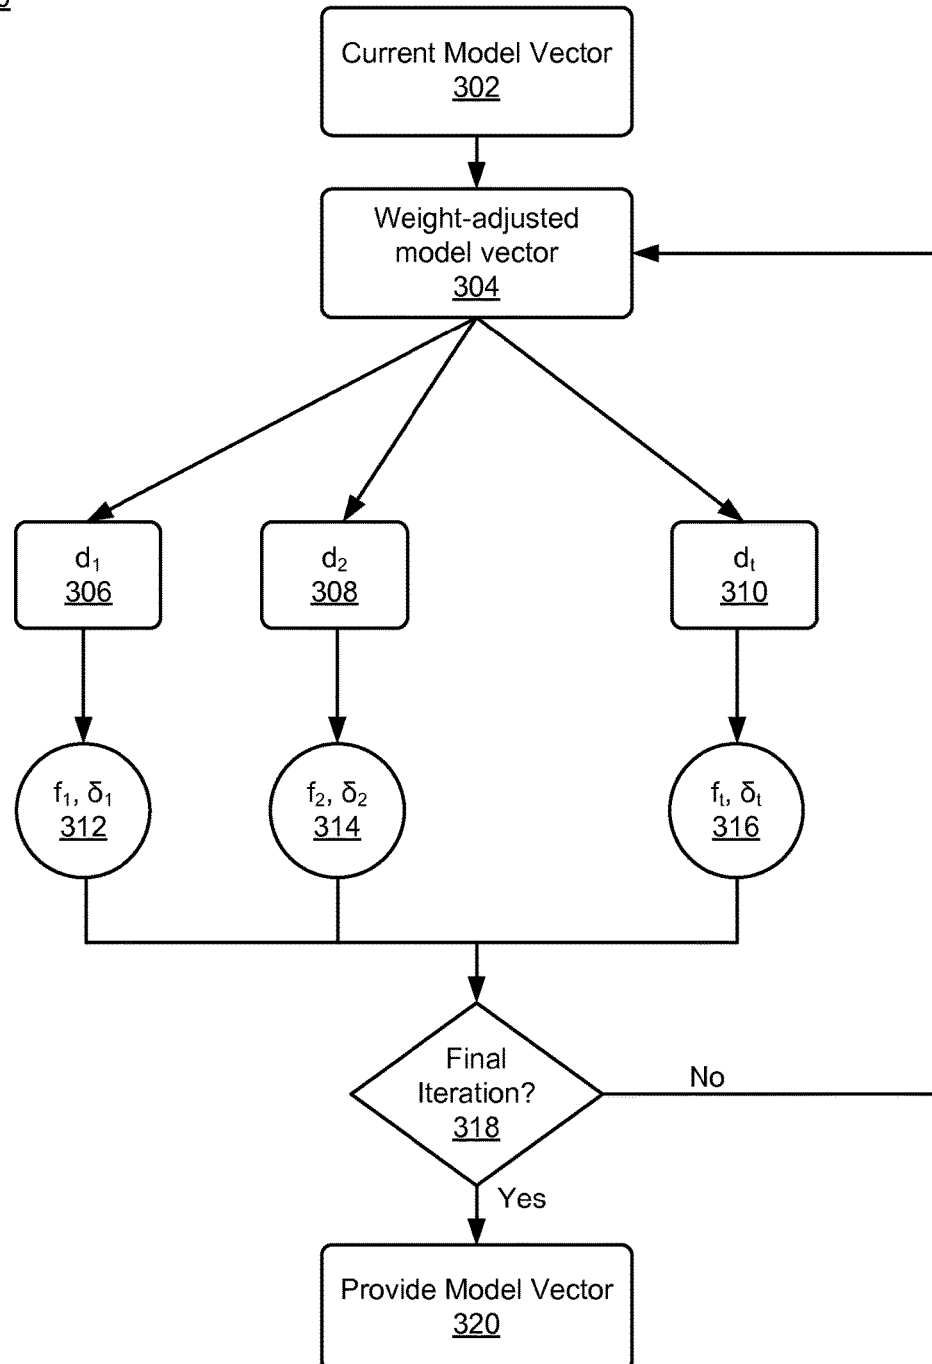 Current Model Vector
302
Weight-adjusted
model vector
304
d₁
306
d₂
308
dₜ
310
f₁, δ₁
312
f₂, δ₂
314
fₜ, δₜ
316
Final
Iteration?
318
No
Yes
Provide Model Vector
320